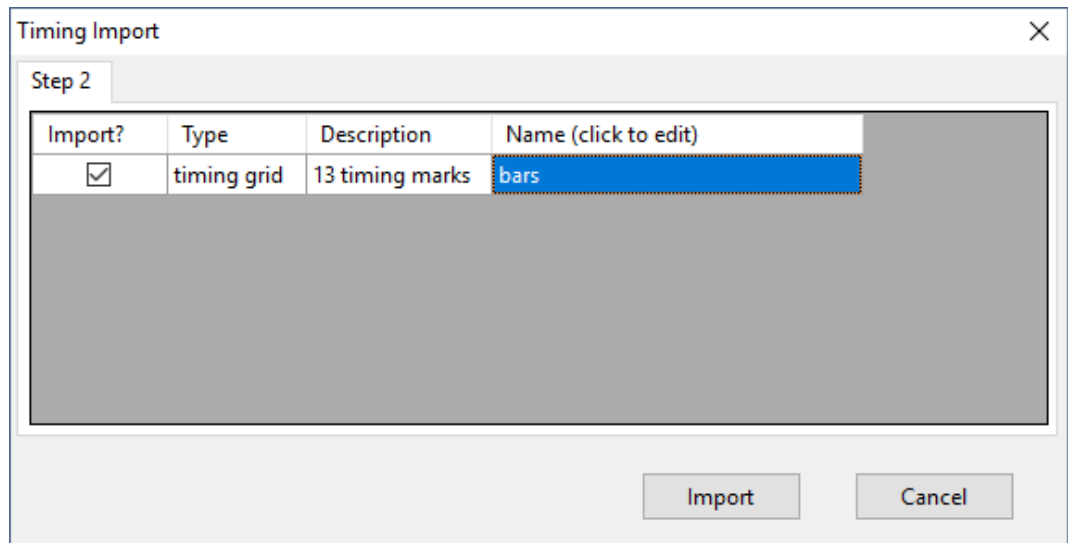 Timing Import
Step 2
Import? Type Description Name (click to edit)
timing grid 13 timing marks bars
Import Cancel